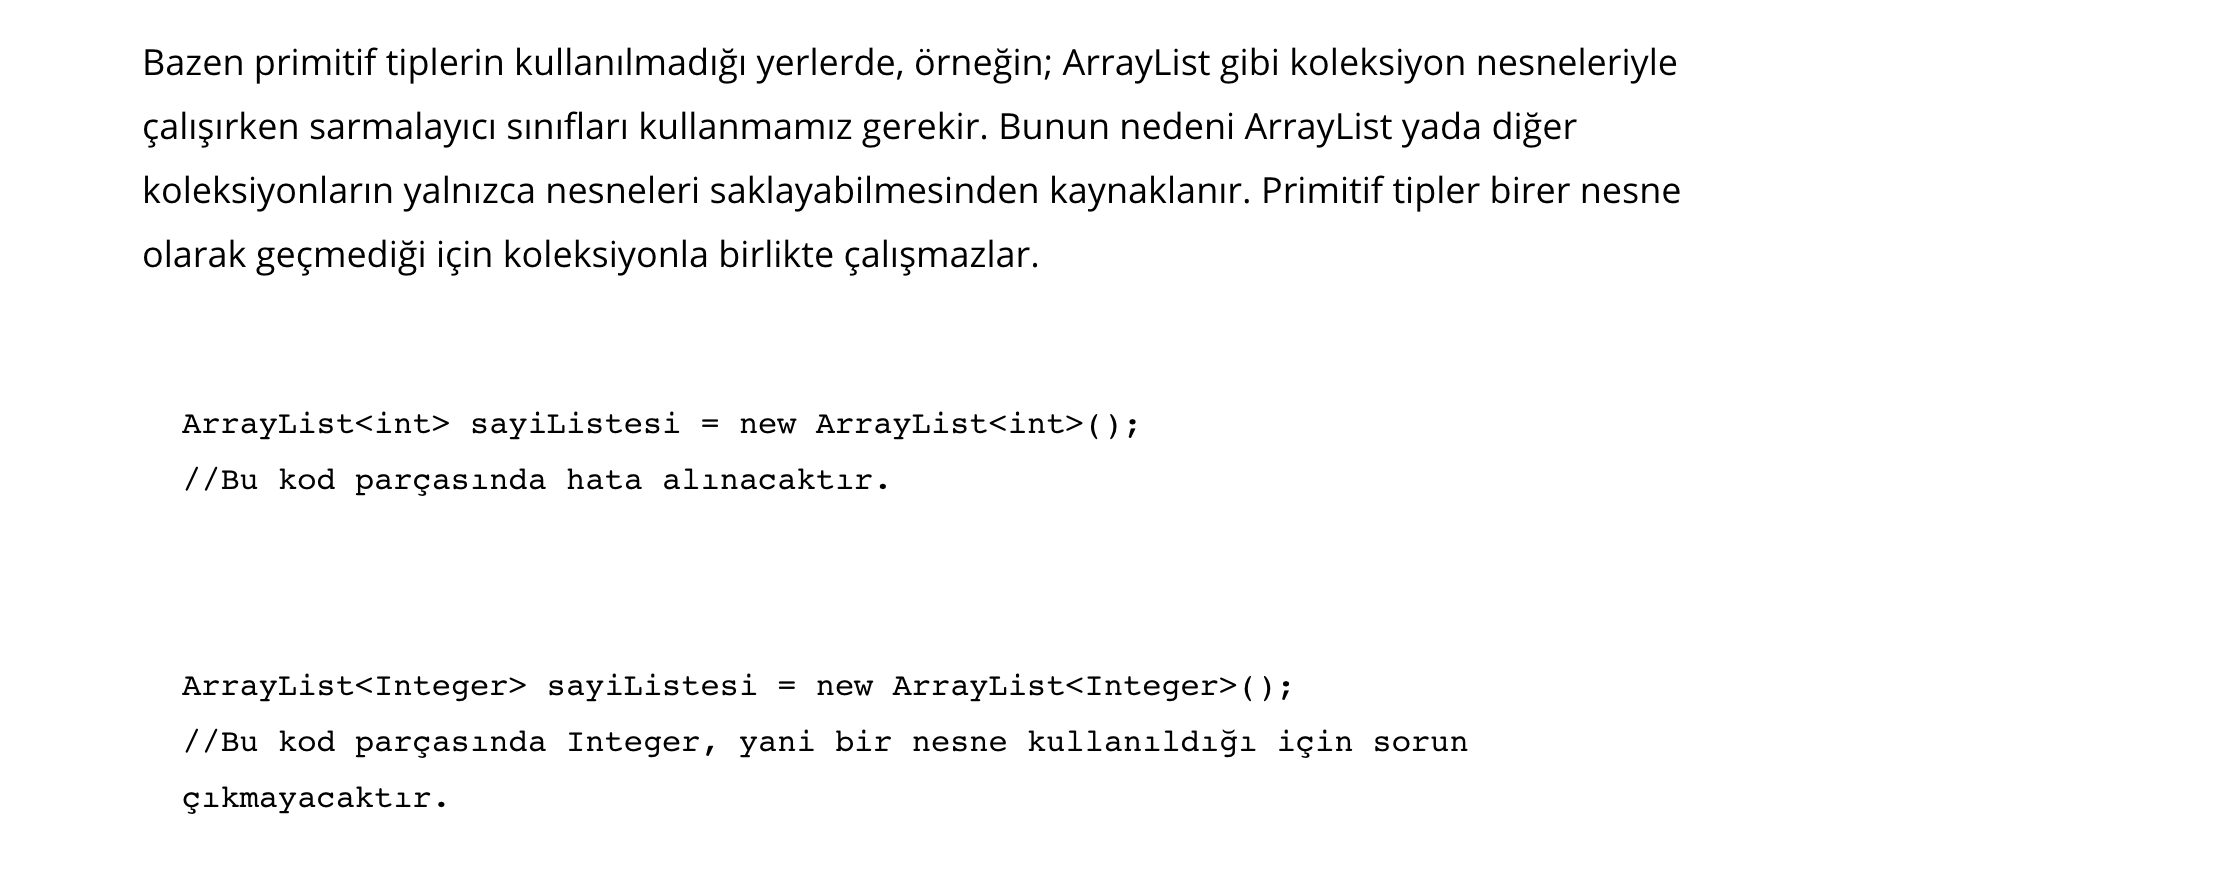 Bazen primitif tiplerin kullanılmadığı yerlerde, örneğin; ArrayList gibi koleksiyon nesneleriyle
çalışırken sarmalayıcı sınıfları kullanmamız gerekir. Bunun nedeni ArrayList yada diğer
koleksiyonların yalnızca nesneleri saklayabilmesinden kaynaklanır. Primitif tipler birer nesne
olarak geçmediği için koleksiyonla birlikte çalışmazlar.
ArrayList<int> sayiListesi = new ArrayList<int>();
//Bu kod parçasında hata alınacaktır.
ArrayList<Integer> sayiListesi = new ArrayList<Integer>();
//Bu kod parçasında Integer, yani bir nesne kullanıldığı için sorun
çıkmayacaktır.